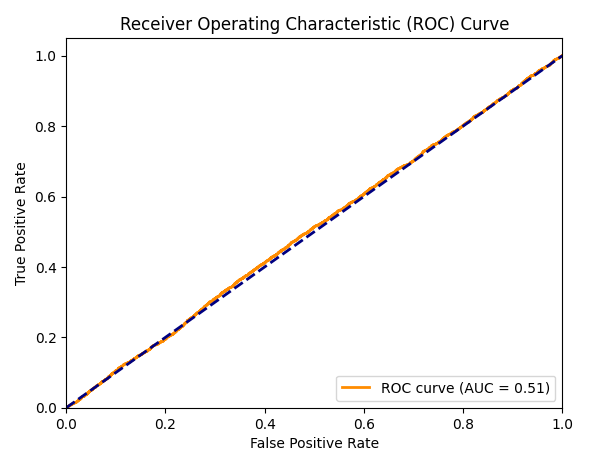 Receiver Operating Characteristic (ROC) Curve
True Positive Rate
1.0
0.8
0.6
0.4
0.2
0.0
ROC curve (AUC = 0.51)
0.0 0.2 0.4 0.6 0.8 1.0
False Positive Rate